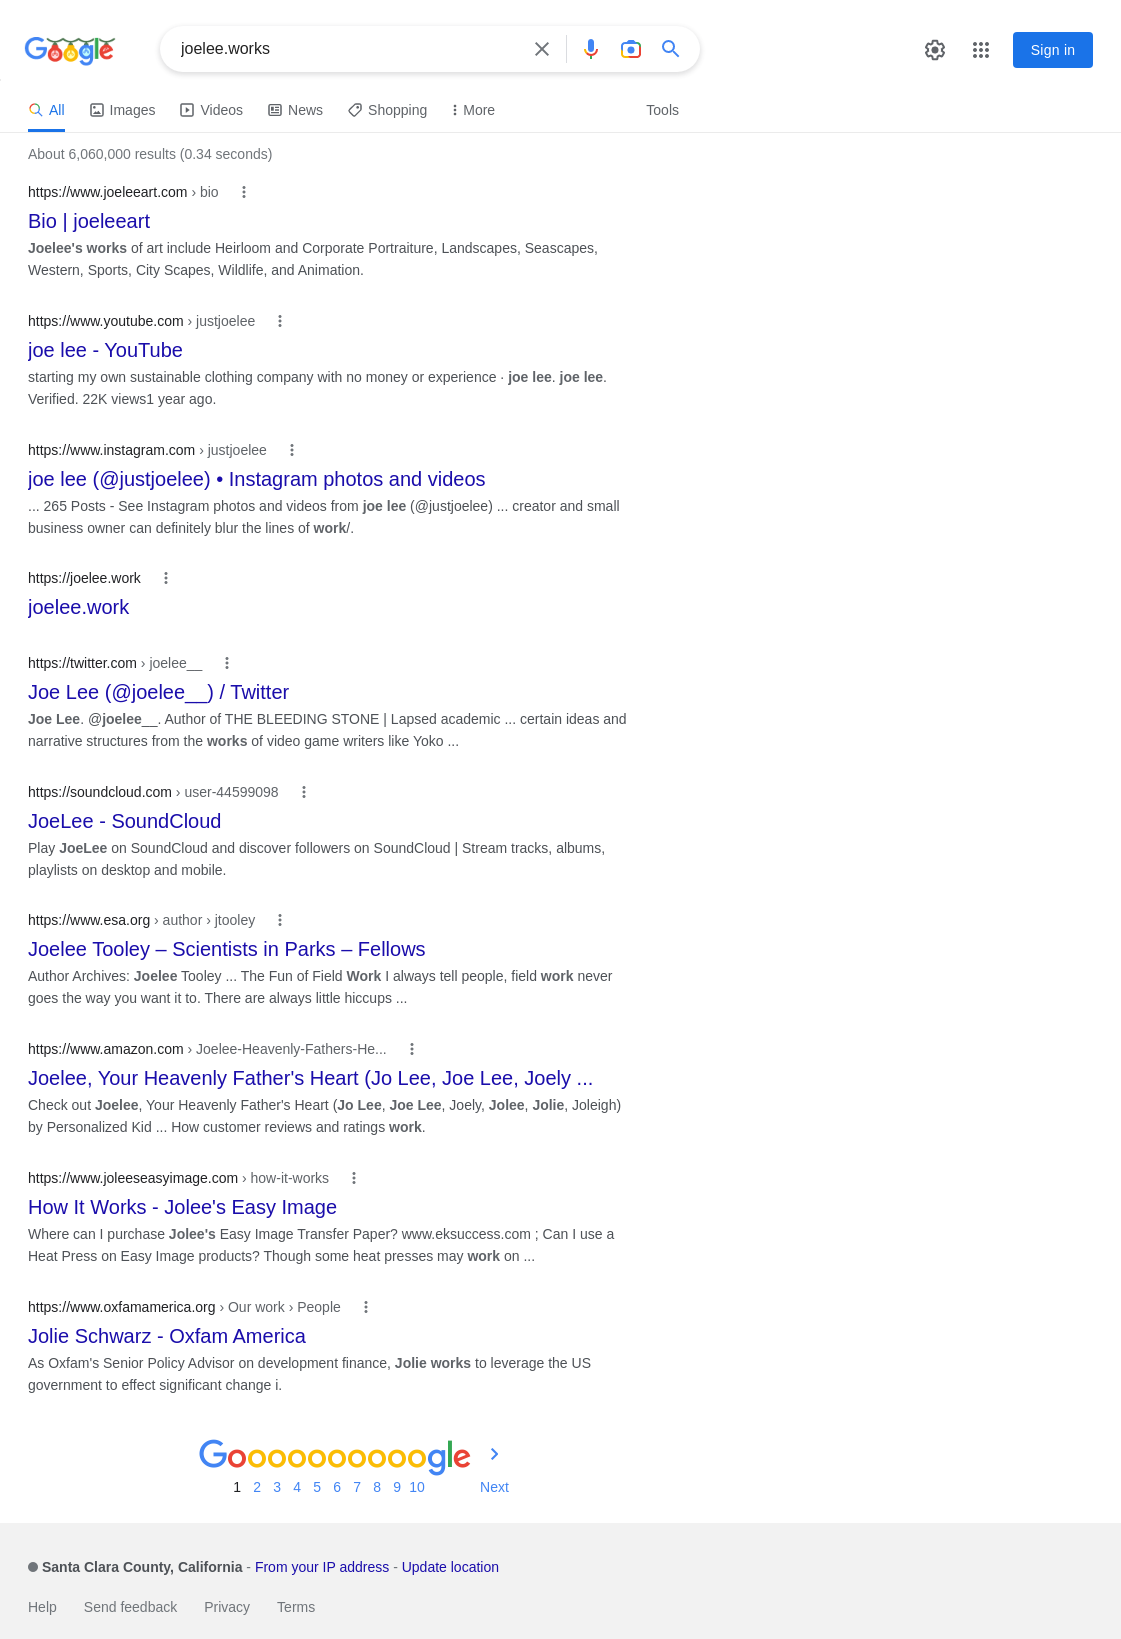 Google
joelee.works
Sign in
All Images Videos News Shopping More Tools
About 6,060,000 results (0.34 seconds)
https://www.joeleeart.com › bio
Bio | joeleeart
Joelee's works of art include Heirloom and Corporate Portraiture, Landscapes, Seascapes,
Western, Sports, City Scapes, Wildlife, and Animation.
https://www.youtube.com › justjoelee
joe lee - YouTube
starting my own sustainable clothing company with no money or experience · joe lee. joe lee.
Verified. 22K views1 year ago.
https://www.instagram.com › justjoelee
joe lee (@justjoelee) • Instagram photos and videos
... 265 Posts - See Instagram photos and videos from joe lee (@justjoelee) ... creator and small
business owner can definitely blur the lines of work/.
https://joelee.work
joelee.work
https://twitter.com › joelee__
Joe Lee (@joelee__) / Twitter
Joe Lee. @joelee__. Author of THE BLEEDING STONE | Lapsed academic ... certain ideas and
narrative structures from the works of video game writers like Yoko ...
https://soundcloud.com › user-44599098
JoeLee - SoundCloud
Play JoeLee on SoundCloud and discover followers on SoundCloud | Stream tracks, albums,
playlists on desktop and mobile.
https://www.esa.org › author › jtooley
Joelee Tooley – Scientists in Parks – Fellows
Author Archives: Joelee Tooley ... The Fun of Field Work I always tell people, field work never
goes the way you want it to. There are always little hiccups ...
https://www.amazon.com › Joelee-Heavenly-Fathers-He...
Joelee, Your Heavenly Father's Heart (Jo Lee, Joe Lee, Joely ...
Check out Joelee, Your Heavenly Father's Heart (Jo Lee, Joe Lee, Joely, Jolee, Jolie, Joleigh)
by Personalized Kid ... How customer reviews and ratings work.
https://www.joleeseasyimage.com › how-it-works
How It Works - Jolee's Easy Image
Where can I purchase Jolee's Easy Image Transfer Paper? www.eksuccess.com ; Can I use a
Heat Press on Easy Image products? Though some heat presses may work on ...
https://www.oxfamamerica.org › Our work › People
Jolie Schwarz - Oxfam America
As Oxfam's Senior Policy Advisor on development finance, Jolie works to leverage the US
government to effect significant change i.
Goooooooooogle
1 2 3 4 5 6 7 8 9 10 Next
Santa Clara County, California - From your IP address - Update location
Help Send feedback Privacy Terms